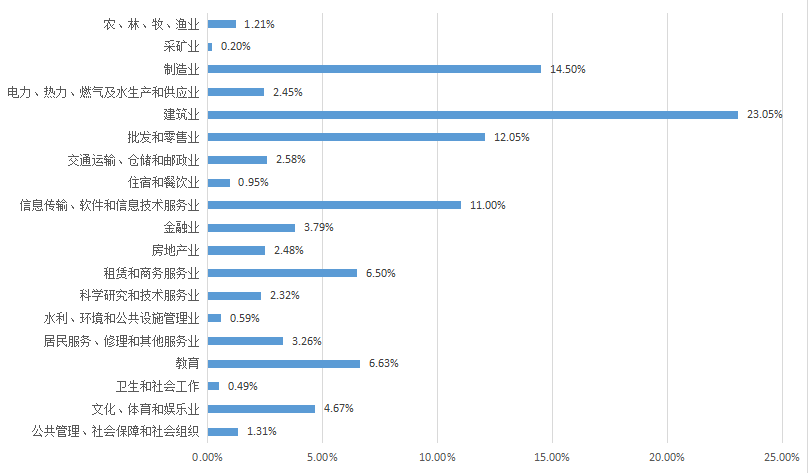 农、林、牧、渔业 1.21%
采矿业 0.20%
制造业 14.50%
电力、热力、燃气及水生产和供应业 2.45%
建筑业 23.05%
批发和零售业 12.05%
交通运输、仓储和邮政业 2.58%
住宿和餐饮业 0.95%
信息传输、软件和信息技术服务业 11.00%
金融业 3.79%
房地产业 2.48%
租赁和商务服务业 6.50%
科学研究和技术服务业 2.32%
水利、环境和公共设施管理业 0.59%
居民服务、修理和其他服务业 3.26%
教育 6.63%
卫生和社会工作 0.49%
文化、体育和娱乐业 4.67%
公共管理、社会保障和社会组织 1.31%
0.00% 5.00% 10.00% 15.00% 20.00% 25.00%